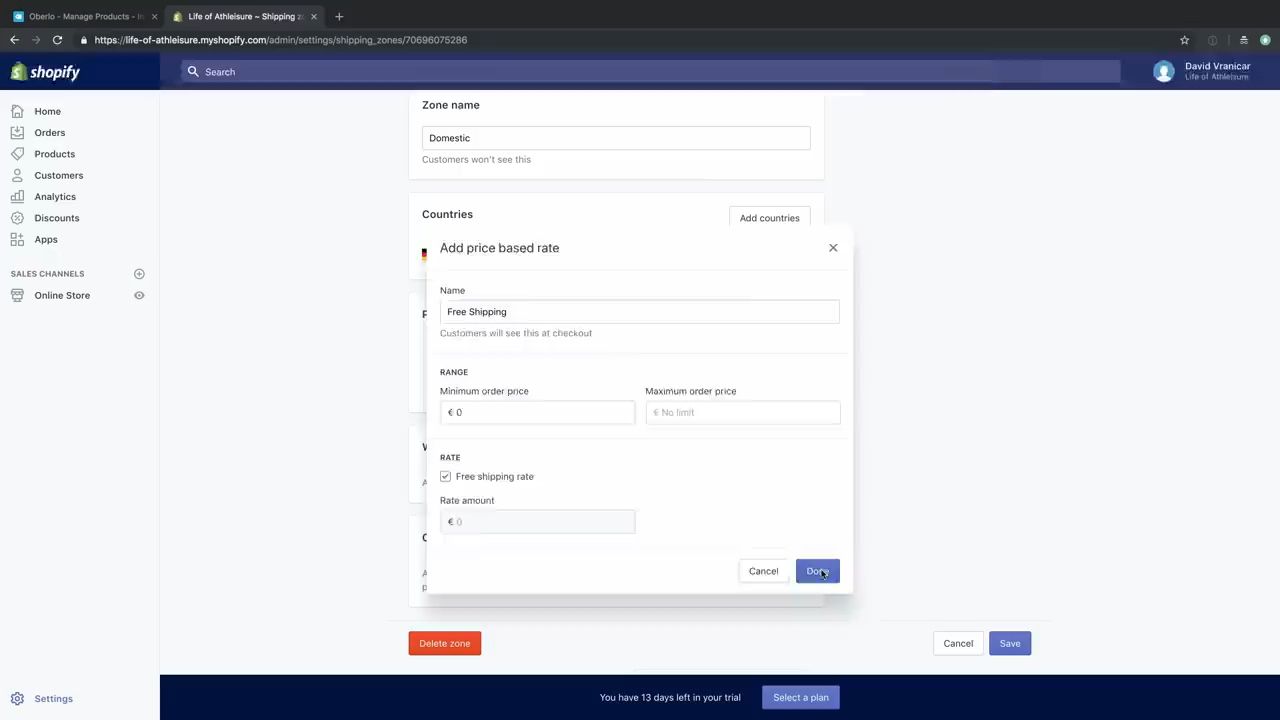 Oberlo - Manage Products - I
Life of Athleisure ~ Shipping z
https://life-of-athleisure.myshopify.com/admin/settings/shipping_zones/70696075286
shopify
Search
David Vranicar
Life of Athleisure
Home
Orders
Products
Customers
Analytics
Discounts
Apps
SALES CHANNELS
Online Store
Settings
Zone name
Domestic
Customers won't see this
Countries
Add countries
Add price based rate
Name
Free Shipping
Customers will see this at checkout
RANGE
Minimum order price
Maximum order price
€ 0
€ No limit
RATE
Free shipping rate
Rate amount
€ 0
Cancel
Done
Delete zone
Cancel
Save
You have 13 days left in your trial
Select a plan